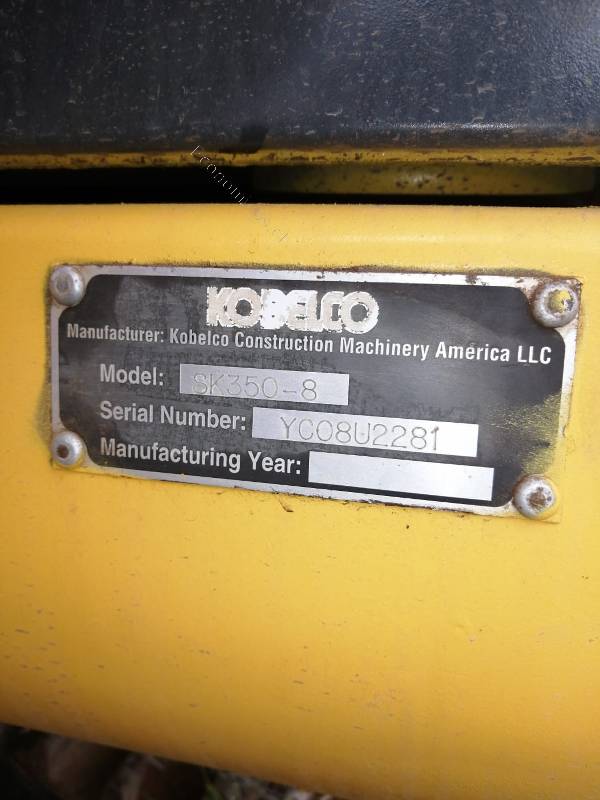 KOBELCO
Manufacturer: Kobelco Construction Machinery America LLC
Model: SK350-8
Serial Number: YC08U2281
Manufacturing Year: